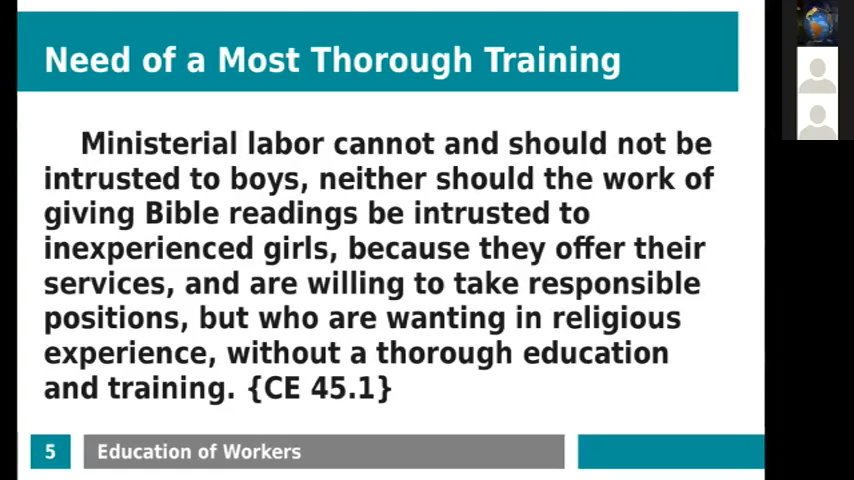 Need of a Most Thorough Training
Ministerial labor cannot and should not be
intrusted to boys, neither should the work of
giving Bible readings be intrusted to
inexperienced girls, because they offer their
services, and are willing to take responsible
positions, but who are wanting in religious
experience, without a thorough education
and training. {CE 45.1}
5 Education of Workers